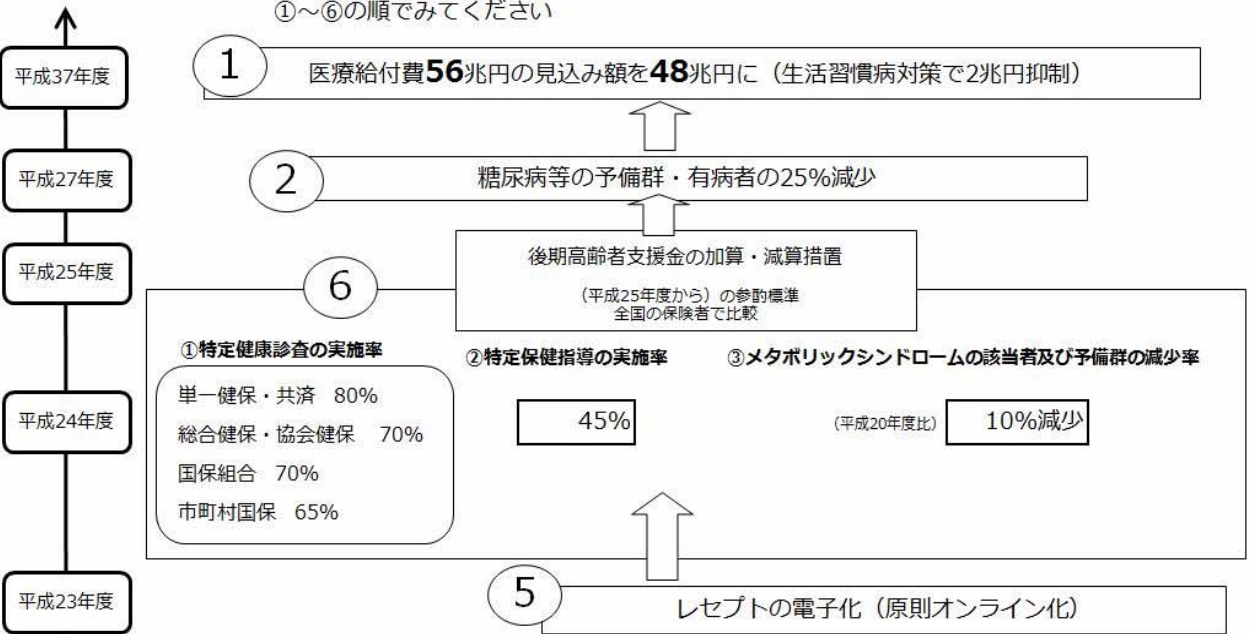 ①～⑥の順でみてください
平成37年度
1
医療給付費56兆円の見込み額を48兆円に（生活習慣病対策で2兆円抑制）
平成27年度
2
糖尿病等の予備群・有病者の25%減少
平成25年度
6
後期高齢者支援金の加算・減算措置
（平成25年度から）の参酌標準
全国の保険者で比較
①特定健康診査の実施率
②特定保健指導の実施率
③メタボリックシンドロームの該当者及び予備群の減少率
平成24年度
単一健保・共済　80%
総合健保・協会健保　70%
国保組合　70%
市町村国保　65%
45%
（平成20年度比）
10%減少
平成23年度
5
レセプトの電子化（原則オンライン化）